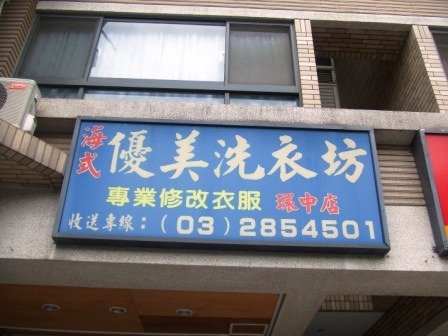 海式 優美洗衣坊
專業修改衣服 環中店
收送專線：（03）2854501